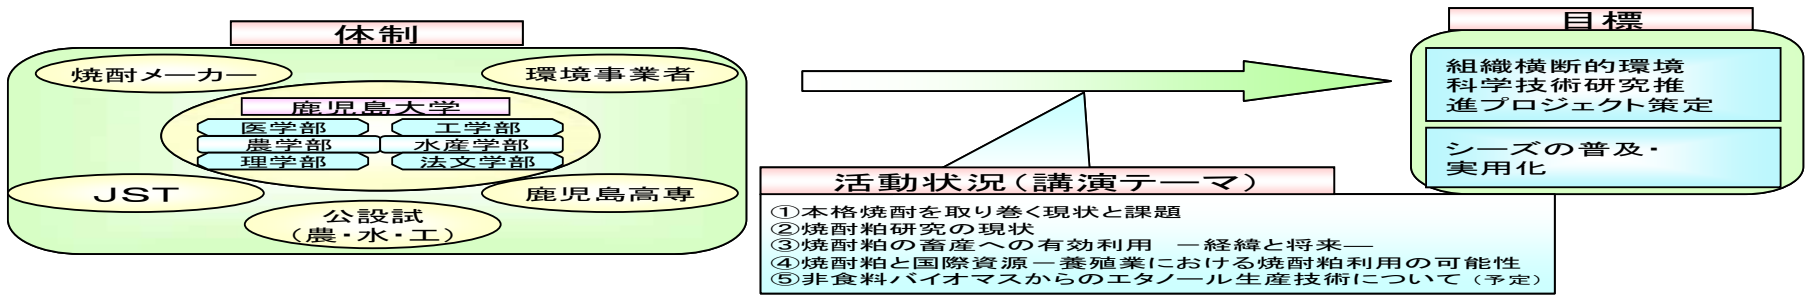 体制
焼酎メーカー
環境事業者
鹿児島大学
医学部
工学部
農学部
水産学部
理学部
法文学部
JST
鹿児島高専
公設試
（農・水・工）
活動状況（講演テーマ）
①本格焼酎を取り巻く現状と課題
②焼酎粕研究の現状
③焼酎粕の畜産への有効利用　－経緯と将来―
④焼酎粕と国際資源－養殖業における焼酎粕利用の可能性
⑤非食料バイオマスからのエタノール生産技術について（予定）
目標
組織横断的環境
科学技術研究推
進プロジェクト策定
シーズの普及・
実用化